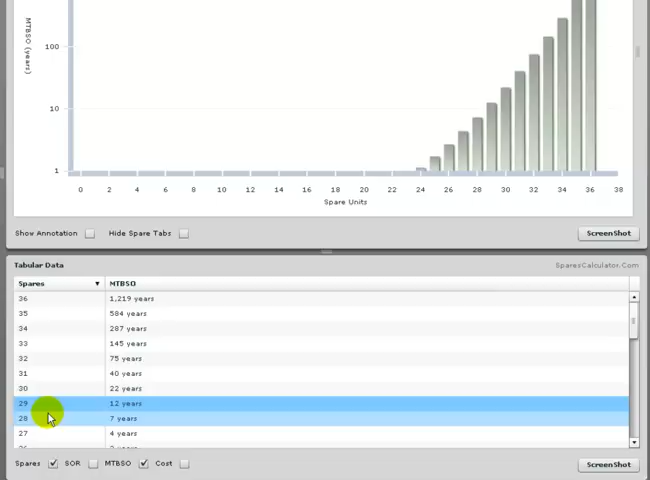 MTBSO (years)
100
10
1
0 2 4 6 8 10 12 14 16 18 20 22 24 26 28 30 32 34 36 38
Spare Units
Show Annotation Hide Spare Tabs ScreenShot
Tabular Data SparesCalculator.Com
Spares ▼ MTBSO
36 1,219 years
35 584 years
34 287 years
33 145 years
32 75 years
31 40 years
30 22 years
29 12 years
28 7 years
27 4 years
Spares SOR MTBSO Cost ScreenShot